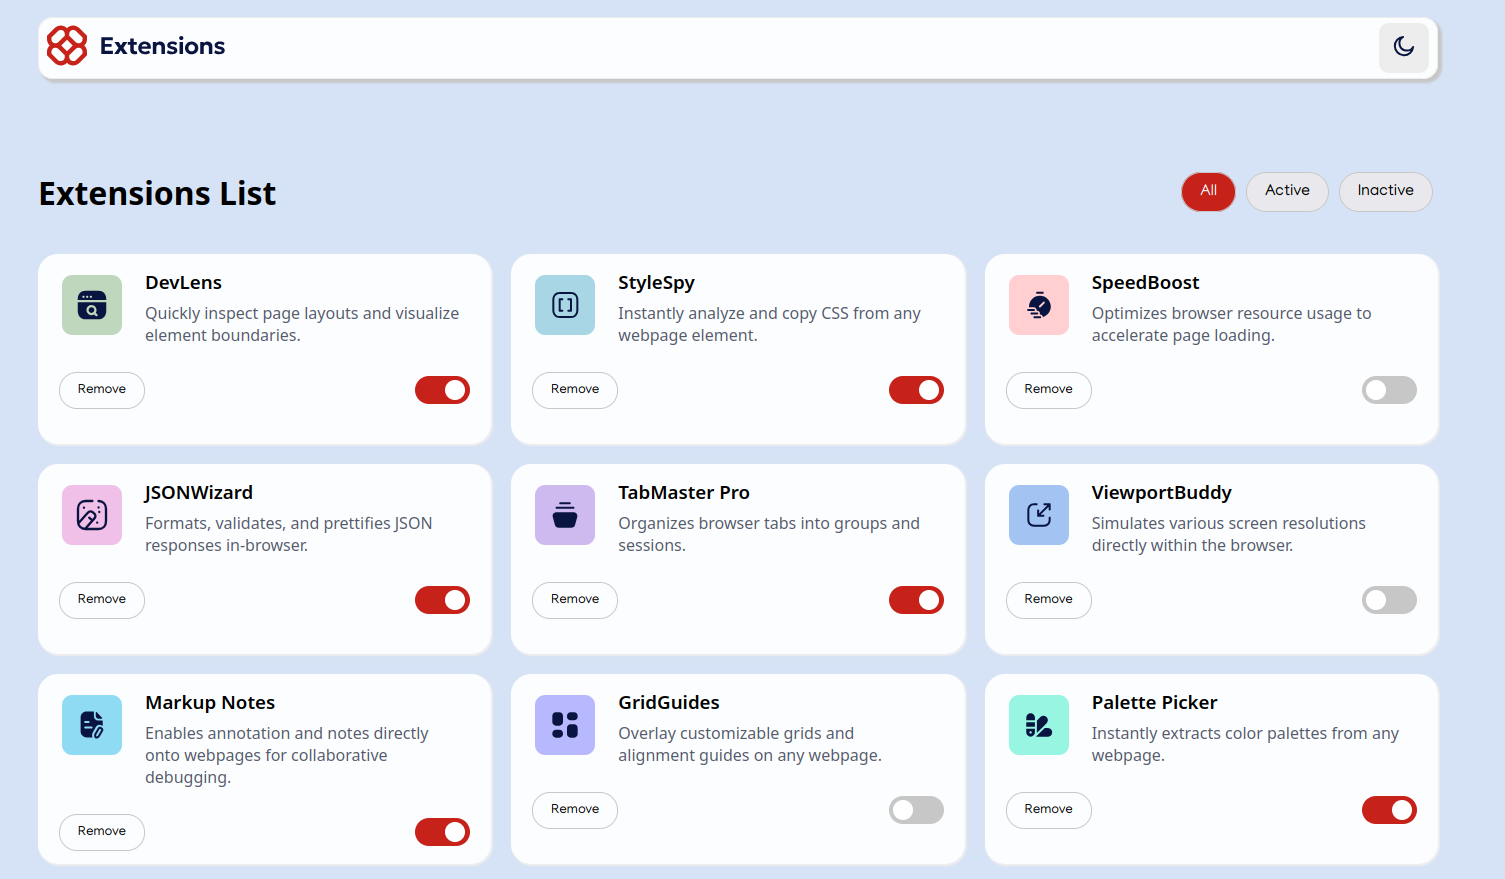 Extensions
Extensions List
All
Active
Inactive
DevLens
Quickly inspect page layouts and visualize
element boundaries.
Remove
StyleSpy
Instantly analyze and copy CSS from any
webpage element.
Remove
SpeedBoost
Optimizes browser resource usage to
accelerate page loading.
Remove
JSONWizard
Formats, validates, and prettifies JSON
responses in-browser.
Remove
TabMaster Pro
Organizes browser tabs into groups and
sessions.
Remove
ViewportBuddy
Simulates various screen resolutions
directly within the browser.
Remove
Markup Notes
Enables annotation and notes directly
onto webpages for collaborative
debugging.
Remove
GridGuides
Overlay customizable grids and
alignment guides on any webpage.
Remove
Palette Picker
Instantly extracts color palettes from any
webpage.
Remove